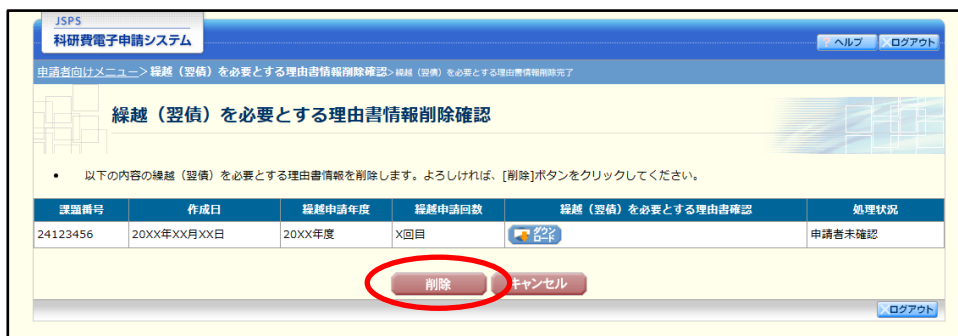 JSPS
科研費電子申請システム
? ヘルプ ×ログアウト
申請者向けメニュー>繰越（翌債）を必要とする理由書情報削除確認>繰越（翌債）を必要とする理由書情報削除完了
繰越（翌債）を必要とする理由書情報削除確認
• 以下の内容の繰越（翌債）を必要とする理由書情報を削除します。よろしければ、[削除]ボタンをクリックしてください。
課題番号 作成日 繰越申請年度 繰越申請回数 繰越（翌債）を必要とする理由書確認 処理状況
24123456 20XX年XX月XX日 20XX年度 X回目 ダウンロード 申請者未確認
削除 キャンセル
×ログアウト